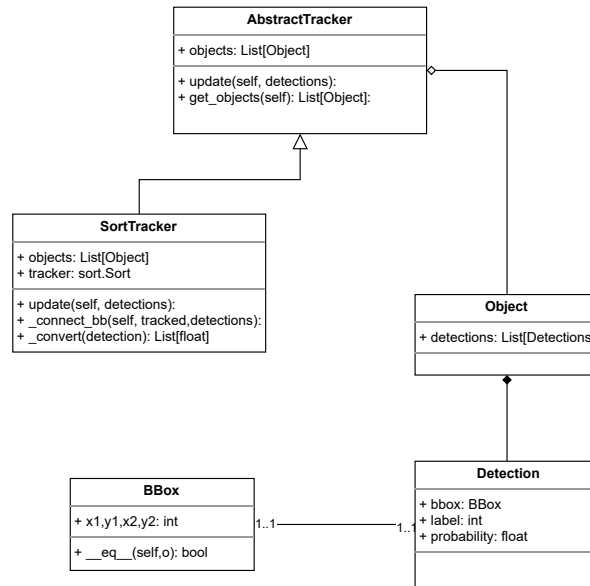 AbstractTracker
+ objects: List[Object]
+ update(self, detections):
+ get_objects(self): List[Object]:
SortTracker
+ objects: List[Object]
+ tracker: sort.Sort
+ update(self, detections):
+ _connect_bb(self, tracked,detections):
+ _convert(detection): List[float]
Object
+ detections: List[Detections
Detection
+ bbox: BBox
+ label: int
+ probability: float
BBox
+ x1,y1,x2,y2: int
+ __eq__(self,o): bool
1..1
1..1